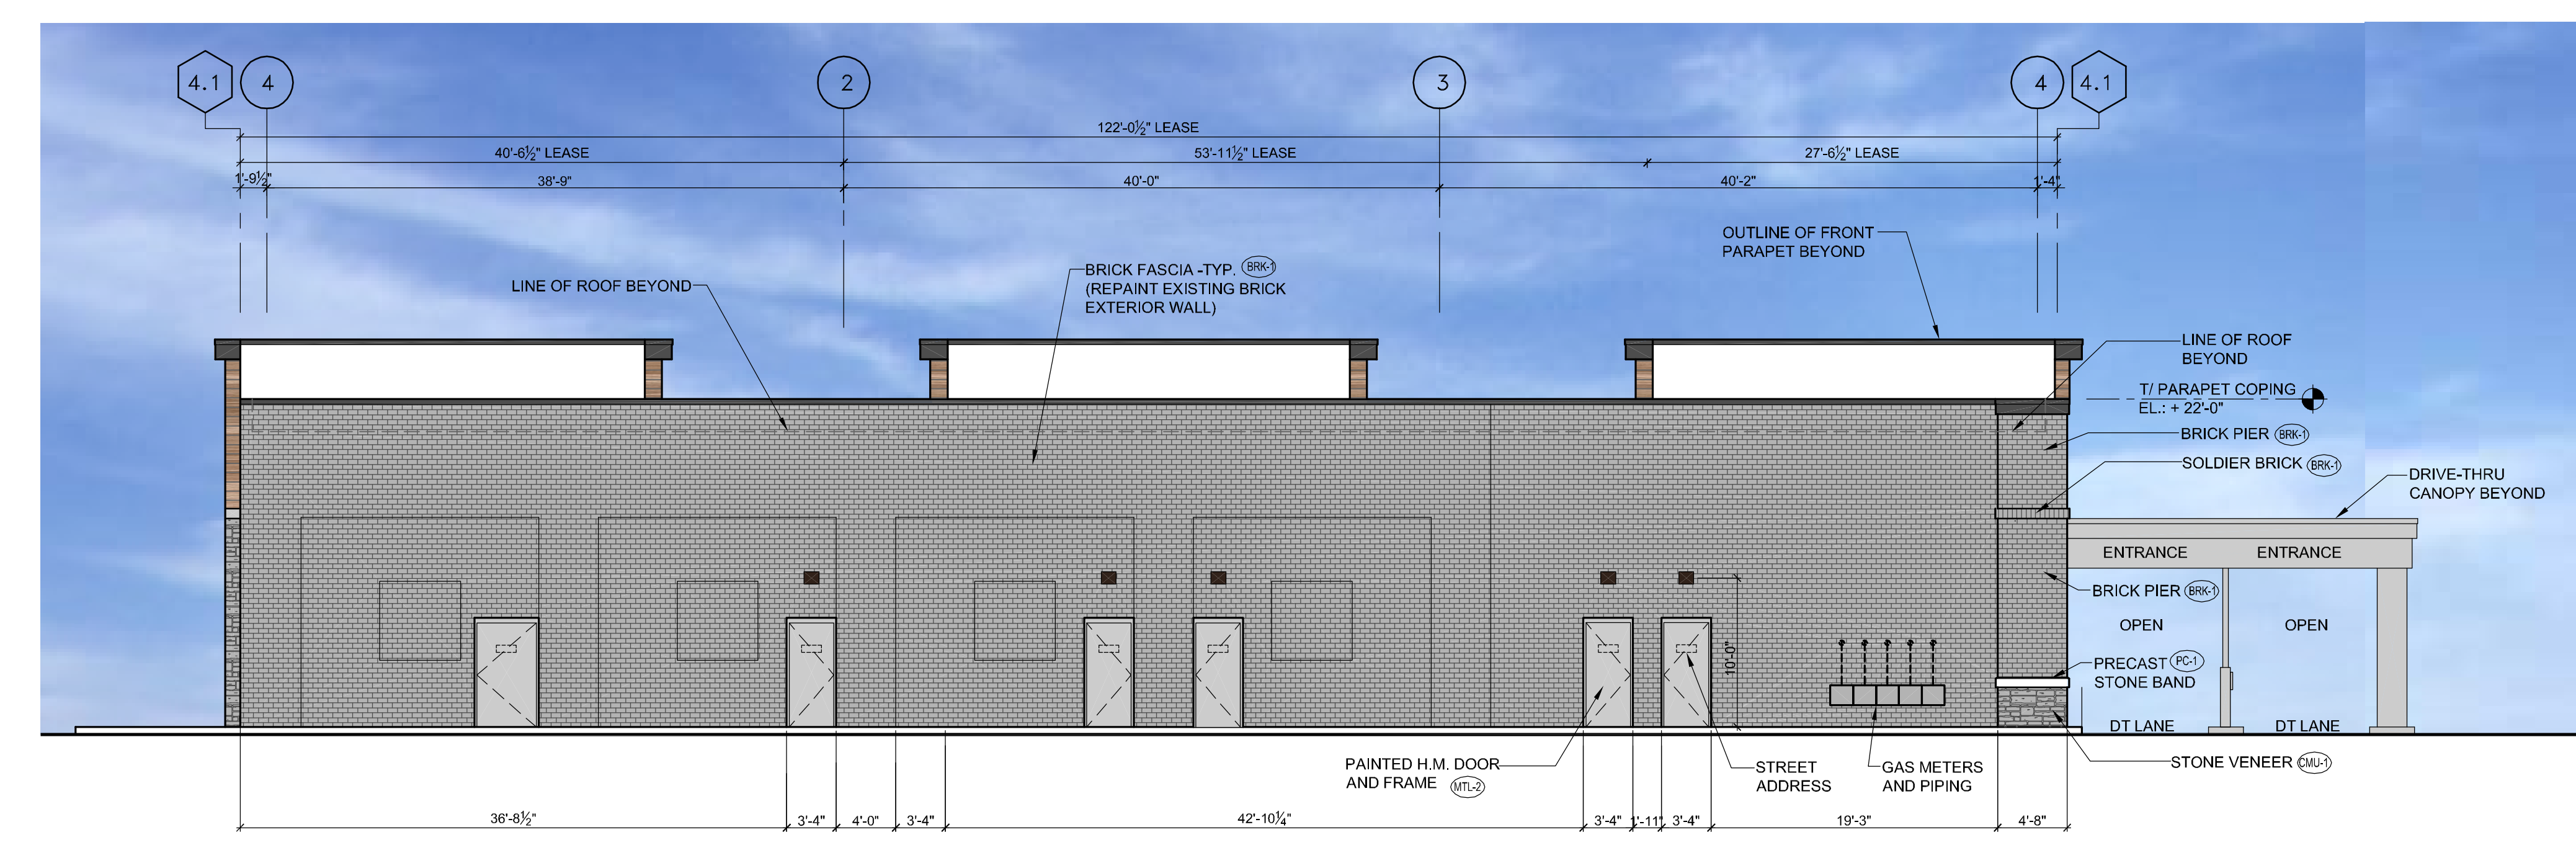 4.1 4 2 3 4 4.1
122'-0½" LEASE
40'-6½" LEASE 53'-11½" LEASE 27'-6½" LEASE
1'-9½" 38'-9" 40'-0" 40'-2" 1'-4"
OUTLINE OF FRONT
PARAPET BEYOND
BRICK FASCIA -TYP. BRK-1
(REPAINT EXISTING BRICK
EXTERIOR WALL)
LINE OF ROOF BEYOND
LINE OF ROOF
BEYOND
T/ PARAPET COPING
EL.: + 22'-0"
BRICK PIER BRK-1
SOLDIER BRICK BRK-1
DRIVE-THRU
CANOPY BEYOND
ENTRANCE ENTRANCE
BRICK PIER BRK-1
OPEN OPEN
10'-0"
PRECAST PC-1
STONE BAND
DT LANE DT LANE
STONE VENEER CMU-1
PAINTED H.M. DOOR
AND FRAME MTL-2
STREET
ADDRESS
GAS METERS
AND PIPING
36'-8½" 3'-4" 4'-0" 3'-4" 42'-10¼" 3'-4" 1'-11" 3'-4" 19'-3" 4'-8"